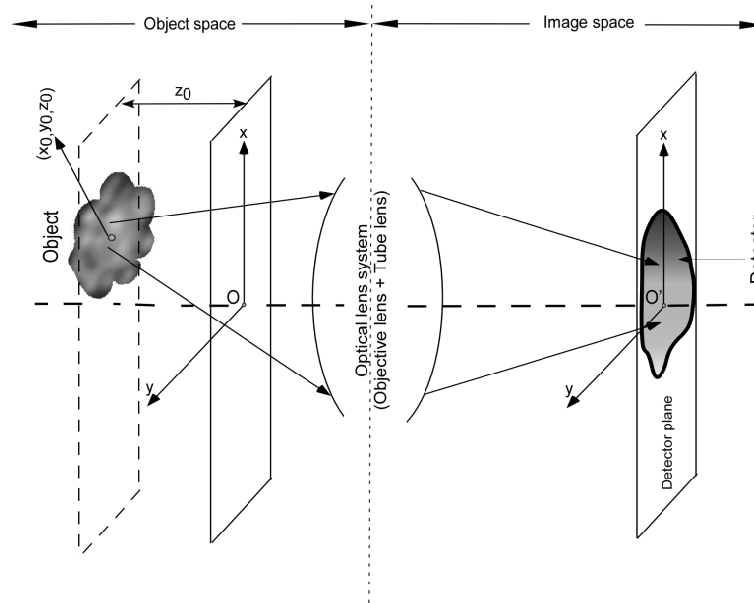 Object space
Image space
z0
(x0,y0,z0)
x
x
Object
O
O'
y
y
Optical lens system
(Objective lens + Tube lens)
Detector plane